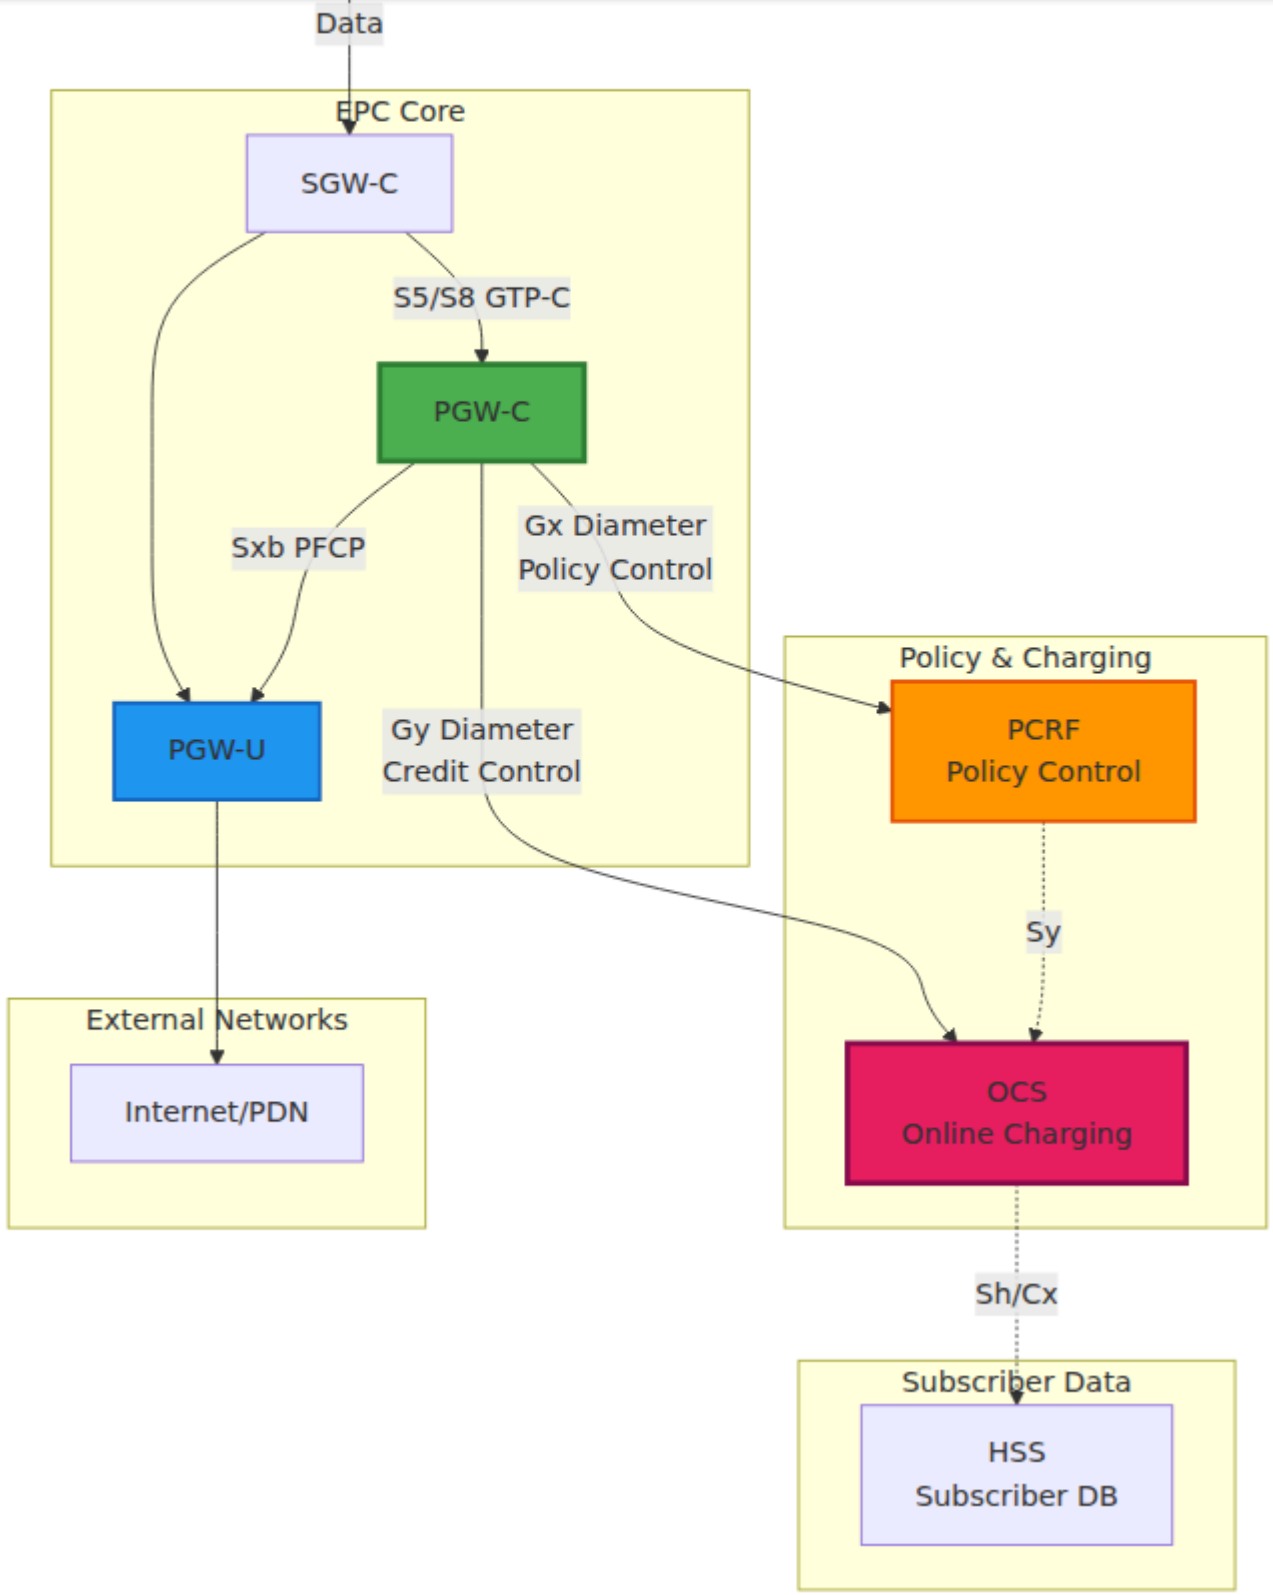 Data
EPC Core
SGW-C
S5/S8 GTP-C
PGW-C
Gx Diameter
Policy Control
Sxb PFCP
Policy & Charging
PCRF
Policy Control
Gy Diameter
Credit Control
PGW-U
Sy
External Networks
Internet/PDN
OCS
Online Charging
Sh/Cx
Subscriber Data
HSS
Subscriber DB